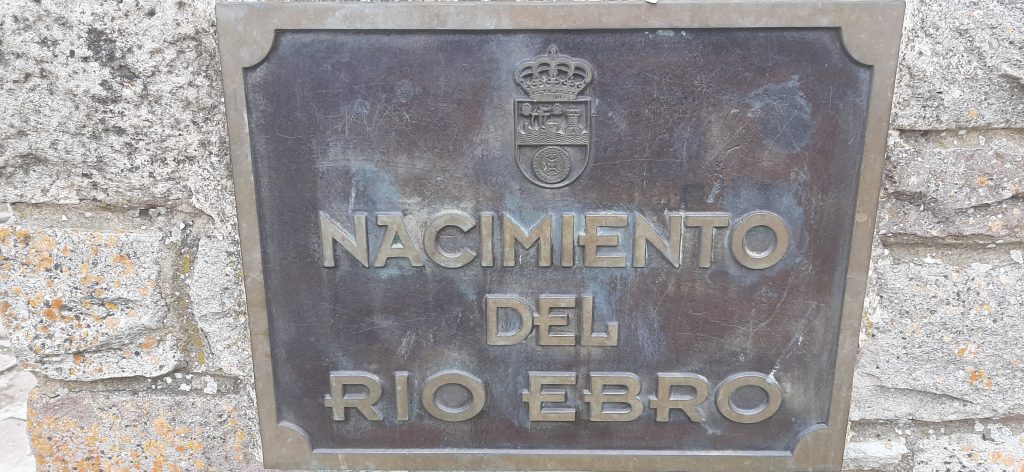 NACIMIENTO
DEL
RIO EBRO